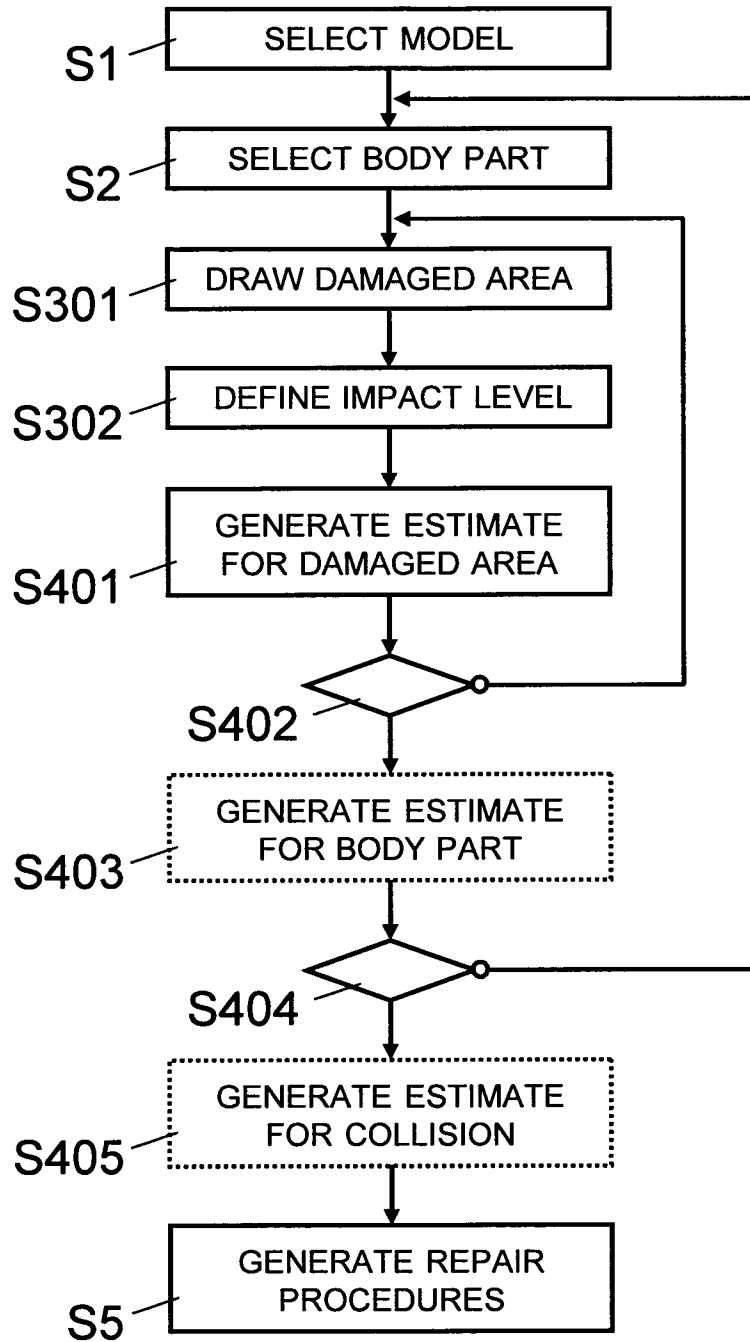 S1
SELECT MODEL
S2
SELECT BODY PART
S301
DRAW DAMAGED AREA
S302
DEFINE IMPACT LEVEL
S401
GENERATE ESTIMATE
FOR DAMAGED AREA
S402
S403
GENERATE ESTIMATE
FOR BODY PART
S404
S405
GENERATE ESTIMATE
FOR COLLISION
S5
GENERATE REPAIR
PROCEDURES